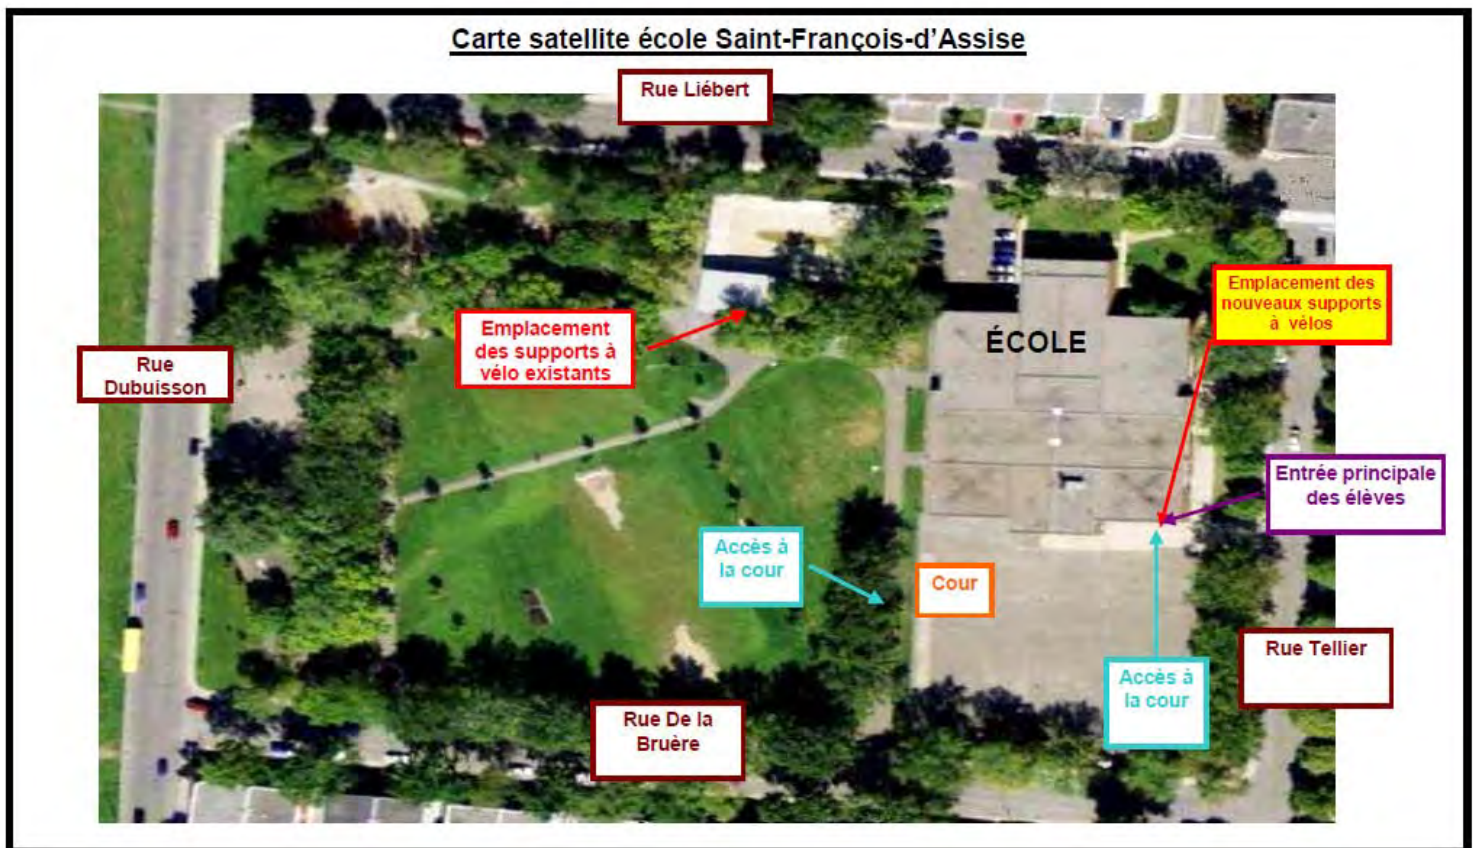 Carte satellite école Saint-François-d'Assise
Rue Liébert
Emplacement des
nouveaux supports
à vélos
Emplacement
des supports à
vélo existants
ÉCOLE
Rue
Dubuisson
Entrée principale
des élèves
Accès à
la cour
Cour
Rue Tellier
Accès à
la cour
Rue De la
Bruère